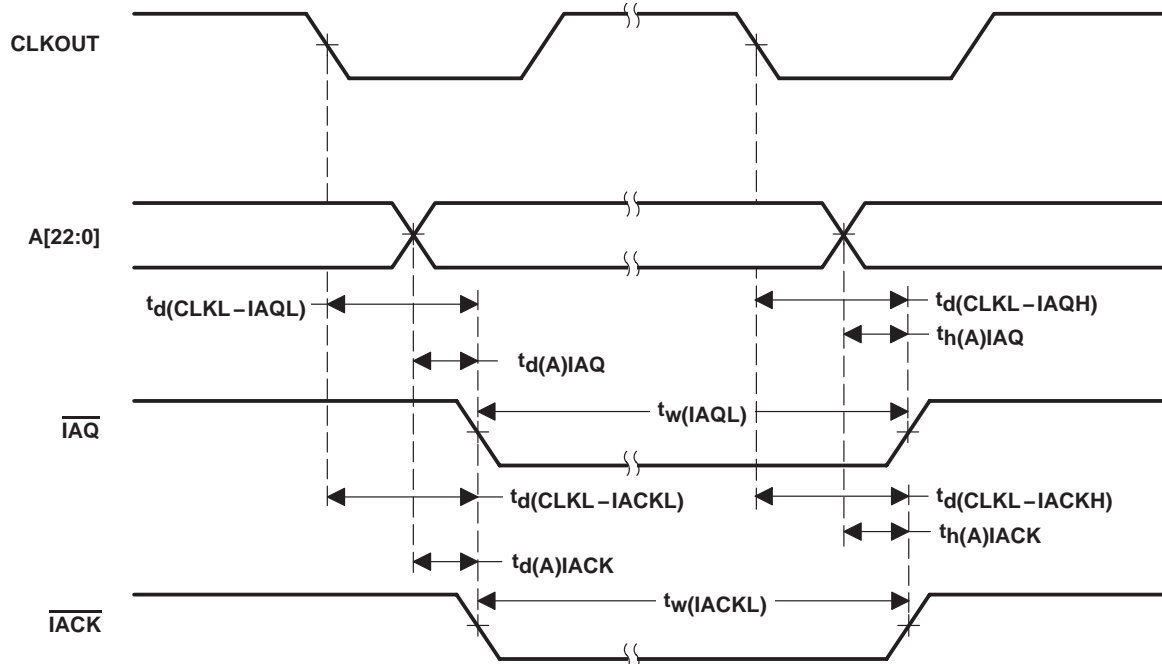 CLKOUT
A[22:0]
td(CLKL–IAQL)
td(CLKL–IAQH)
th(A)IAQ
td(A)IAQ
tw(IAQL)
IAQ
td(CLKL–IACKL)
td(CLKL–IACKH)
th(A)IACK
td(A)IACK
tw(IACKL)
IACK